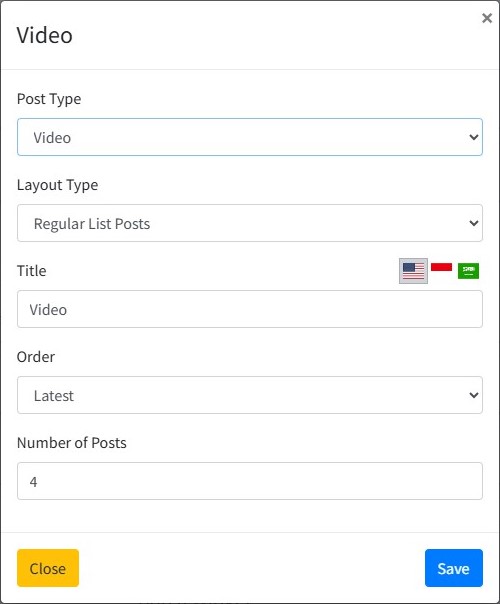 Video
×
Post Type
Video
Layout Type
Regular List Posts
Title
Video
Order
Latest
Number of Posts
4
Close
Save